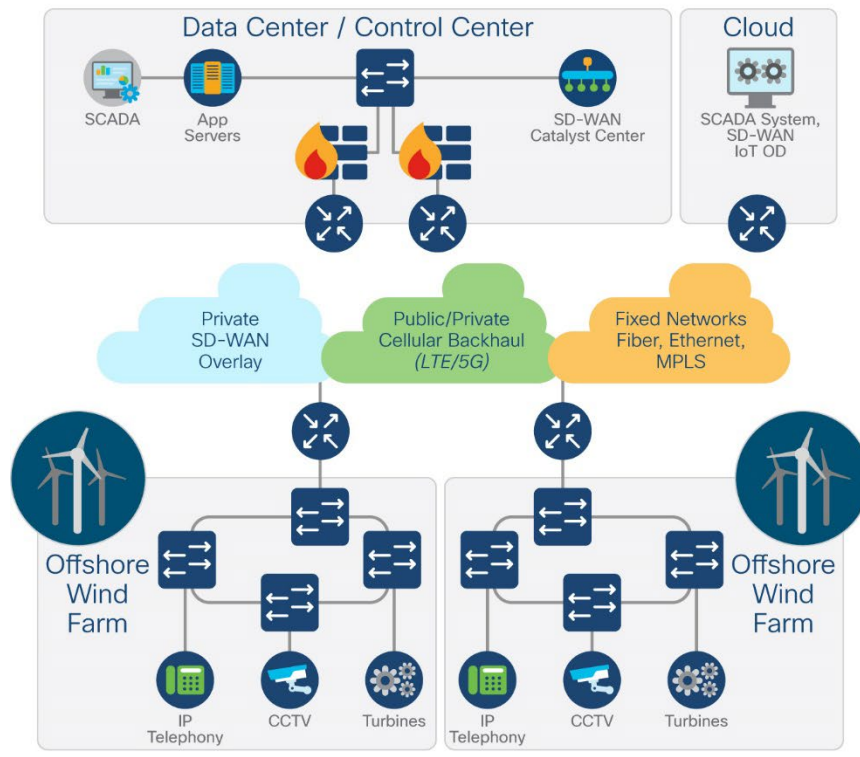 Data Center / Control Center
SCADA
App
Servers
SD-WAN
Catalyst Center
Cloud
SCADA System,
SD-WAN
IoT OD
Private
SD-WAN
Overlay
Public/Private
Cellular Backhaul
(LTE/5G)
Fixed Networks
Fiber, Ethernet,
MPLS
Offshore
Wind
Farm
IP
Telephony
CCTV
Turbines
Offshore
Wind
Farm
IP
Telephony
CCTV
Turbines